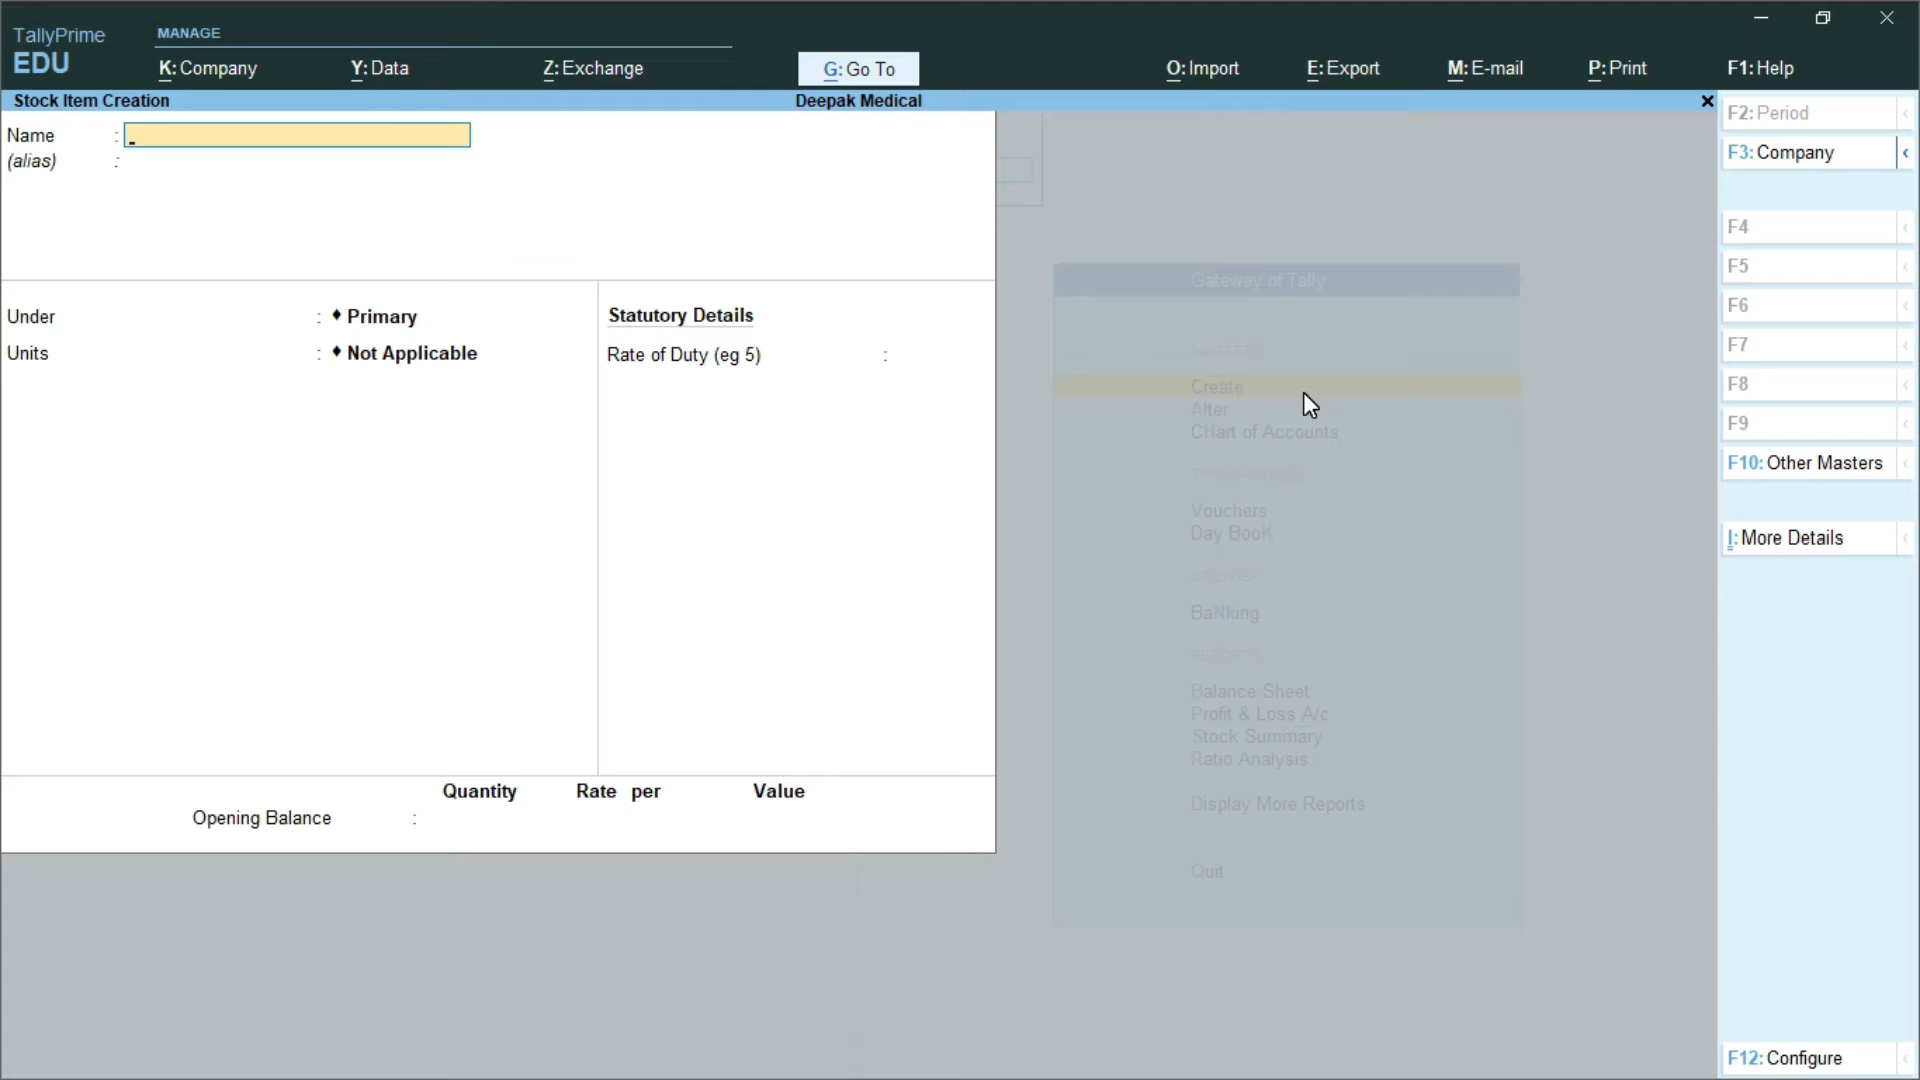 TallyPrime
EDU
MANAGE
K: Company
Y: Data
Z: Exchange
G: Go To
O: Import
E: Export
M: E-mail
P: Print
F1: Help
Stock Item Creation
Deepak Medical
Name :
(alias) :
Under : ♦ Primary
Units : ♦ Not Applicable
Statutory Details
Rate of Duty (eg 5) :
Quantity Rate per Value
Opening Balance :
Gateway of Tally
Create
Alter
CHart of Accounts
Vouchers
Day BooK
BaNking
Balance Sheet
Profit & Loss A/c
Stock Summary
Ratio Analysis
Display More Reports
Quit
F2: Period
F3: Company
F4
F5
F6
F7
F8
F9
F10: Other Masters
I: More Details
F12: Configure